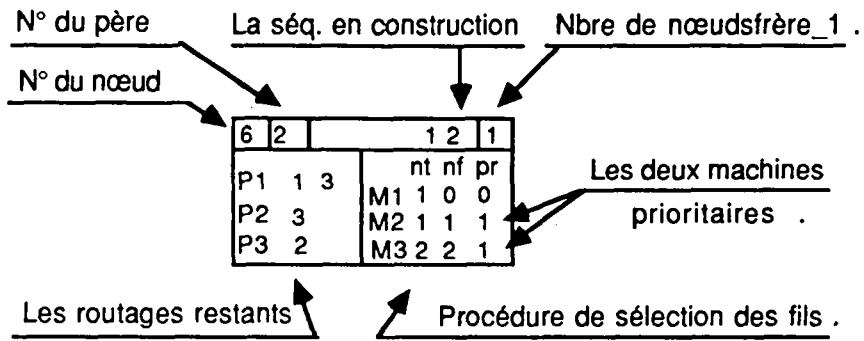 N° du père
La séq. en construction
Nbre de nœudsfrère_1 .
N° du nœud
6 2 1 2 1
nt nf pr
P1 1 3
M1 1 0 0
P2 3
M2 1 1 1
P3 2
M3 2 2 1
Les deux machines
prioritaires .
Les routages restants
Procédure de sélection des fils .